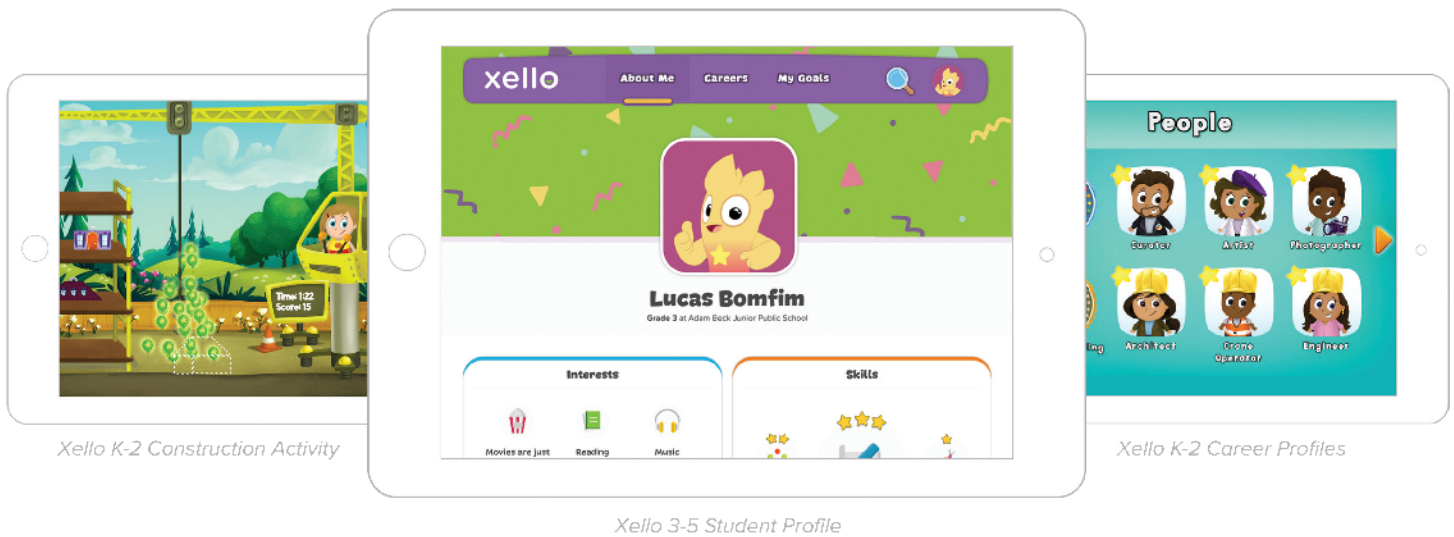 Time: 1:22
Score: 15
Xello K-2 Construction Activity
xello
About Me
Careers
My Goals
Lucas Bomfim
Grade 3 at Adam Beck Junior Public School
Interests
Movies are just
Reading
Music
Skills
Xello 3-5 Student Profile
People
Curator
Artist
Photographer
ing
Architect
Crane
Operator
Engineer
Xello K-2 Career Profiles